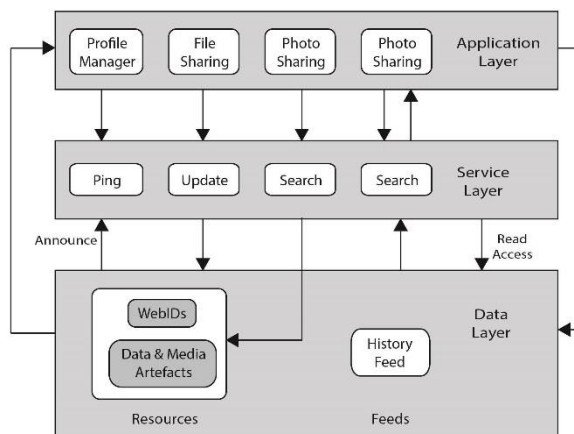 Profile
Manager
File
Sharing
Photo
Sharing
Photo
Sharing
Application
Layer
Ping
Update
Search
Search
Service
Layer
Announce
Read
Access
WebIDs
Data & Media
Artefacts
History
Feed
Data
Layer
Resources
Feeds